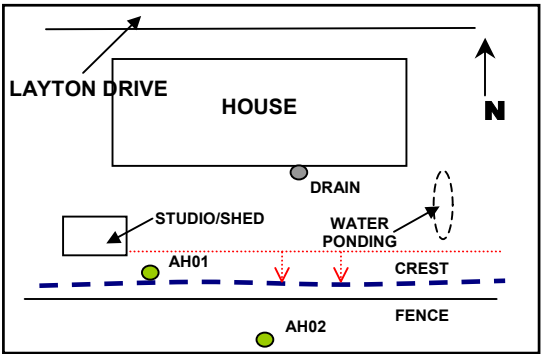 LAYTON DRIVE
HOUSE
N
DRAIN
STUDIO/SHED
WATER
PONDING
AH01
CREST
FENCE
AH02